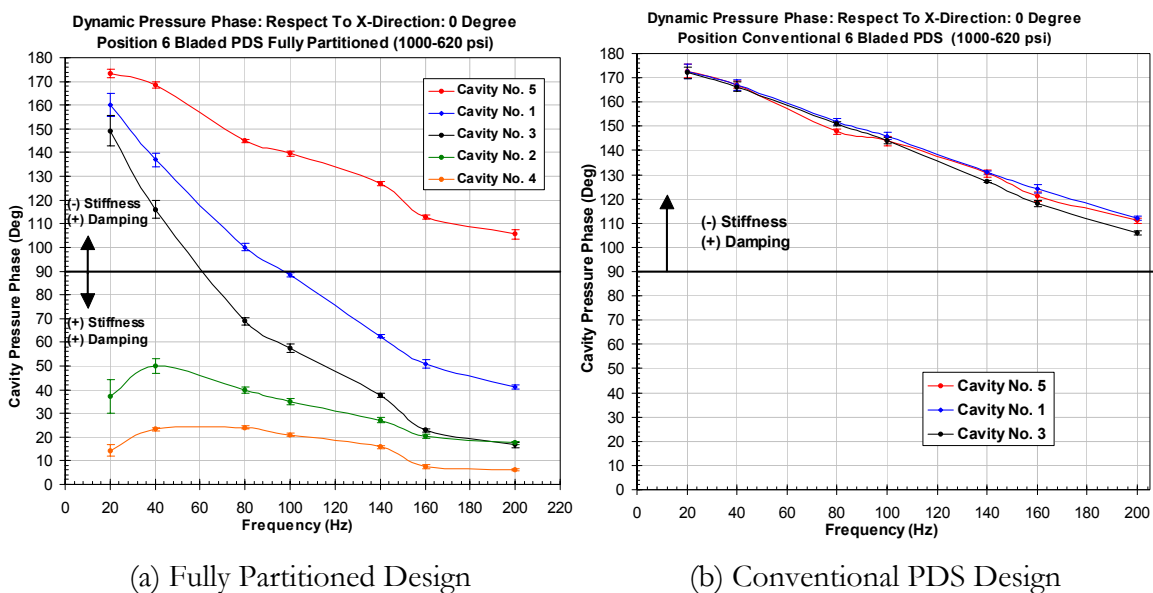 Dynamic Pressure Phase: Respect To X-Direction: 0 Degree
Position 6 Bladed PDS Fully Partitioned (1000-620 psi)
180
170
160
150
140
130
120
110
100
90
80
70
60
50
40
30
20
10
0
Cavity Pressure Phase (Deg)
Cavity No. 5
Cavity No. 1
Cavity No. 3
Cavity No. 2
Cavity No. 4
(-) Stiffness
(+) Damping
(+) Stiffness
(+) Damping
0 20 40 60 80 100 120 140 160 180 200 220
Frequency (Hz)
(a) Fully Partitioned Design
Dynamic Pressure Phase: Respect To X-Direction: 0 Degree
Position Conventional 6 Bladed PDS (1000-620 psi)
180
170
160
150
140
130
120
110
100
90
80
70
60
50
40
30
20
10
0
Cavity Pressure Phase (Deg)
(-) Stiffness
(+) Damping
Cavity No. 5
Cavity No. 1
Cavity No. 3
0 20 40 60 80 100 120 140 160 180 200
Frequency (Hz)
(b) Conventional PDS Design